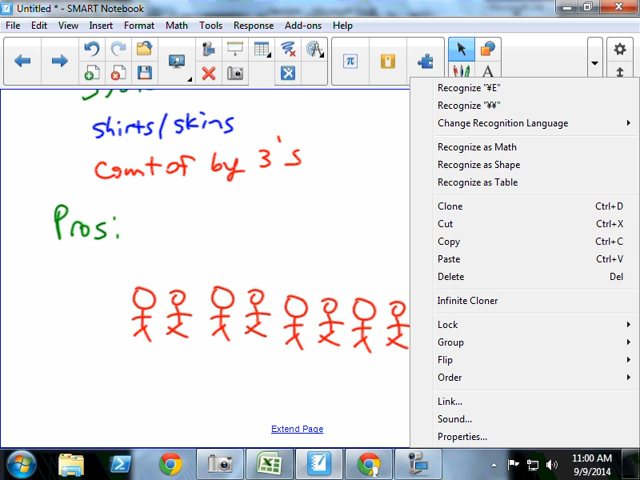 Untitled * - SMART Notebook
File Edit View Insert Format Math Tools Response Add-ons Help
π
A
shirts/skins
comt of by 3's
Pros:
Extend Page
Recognize "¥E"
Recognize "¥¥"
Change Recognition Language
Recognize as Math
Recognize as Shape
Recognize as Table
Clone Ctrl+D
Cut Ctrl+X
Copy Ctrl+C
Paste Ctrl+V
Delete Del
Infinite Cloner
Lock
Group
Flip
Order
Link...
Sound...
Properties...
11:00 AM
9/9/2014